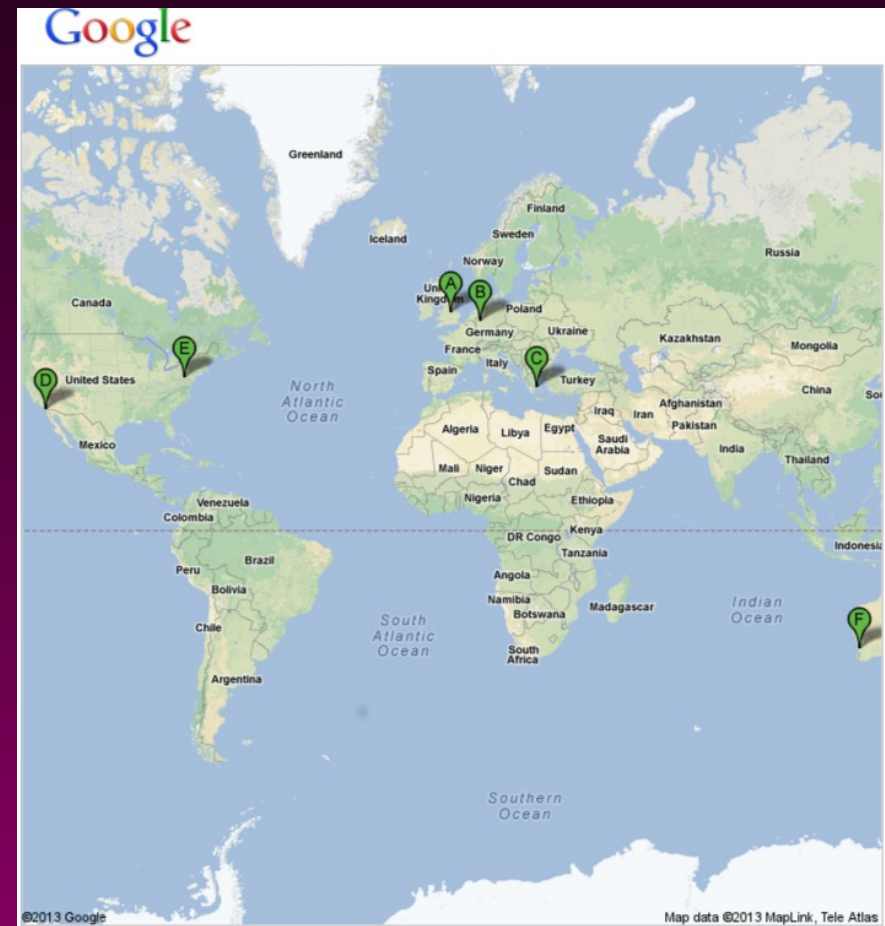 Google
Greenland
Finland
Iceland
Sweden
Russia
Norway
A
United
Kingdom
B
Canada
Poland
Germany
Ukraine
E
France
Kazakhstan
Mongolia
C
Italy
D
United States
Spain
Turkey
China
North
Atlantic
Ocean
Afghanistan
Iraq
Iran
Mexico
Algeria
Libya
Egypt
Saudi
Arabia
Pakistan
India
Thailand
Mali
Niger
Sudan
Chad
Venezuela
Nigeria
Ethiopia
Colombia
Kenya
DR Congo
Indonesia
Tanzania
Brazil
Peru
Angola
Bolivia
Namibia
Madagascar
Botswana
Indian
Ocean
South
Atlantic
Ocean
Chile
F
South
Africa
Argentina
Southern
Ocean
©2013 Google
Map data ©2013 MapLink, Tele Atlas